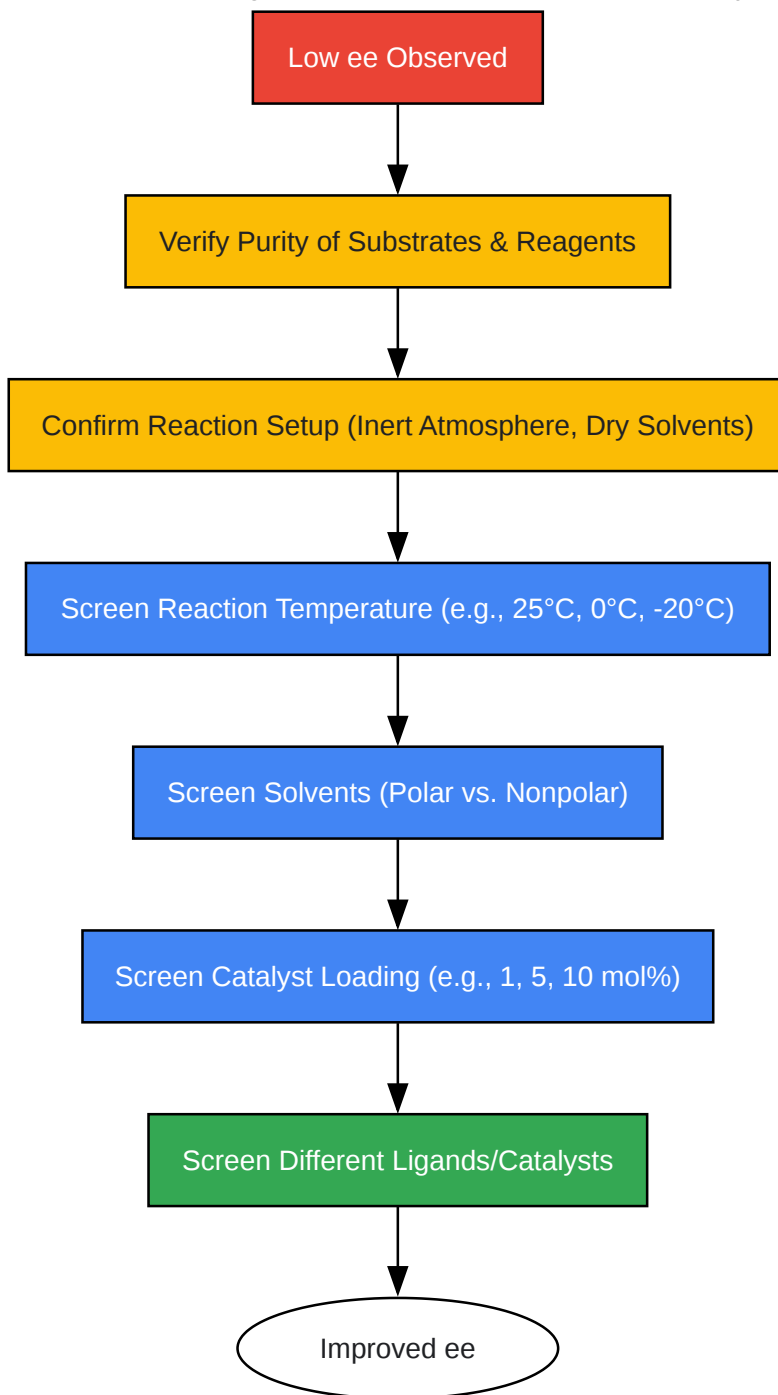 Low ee Observed
Verify Purity of Substrates & Reagents
Confirm Reaction Setup (Inert Atmosphere, Dry Solvents)
Screen Reaction Temperature (e.g., 25°C, 0°C, -20°C)
Screen Solvents (Polar vs. Nonpolar)
Screen Catalyst Loading (e.g., 1, 5, 10 mol%)
Screen Different Ligands/Catalysts
Improved ee